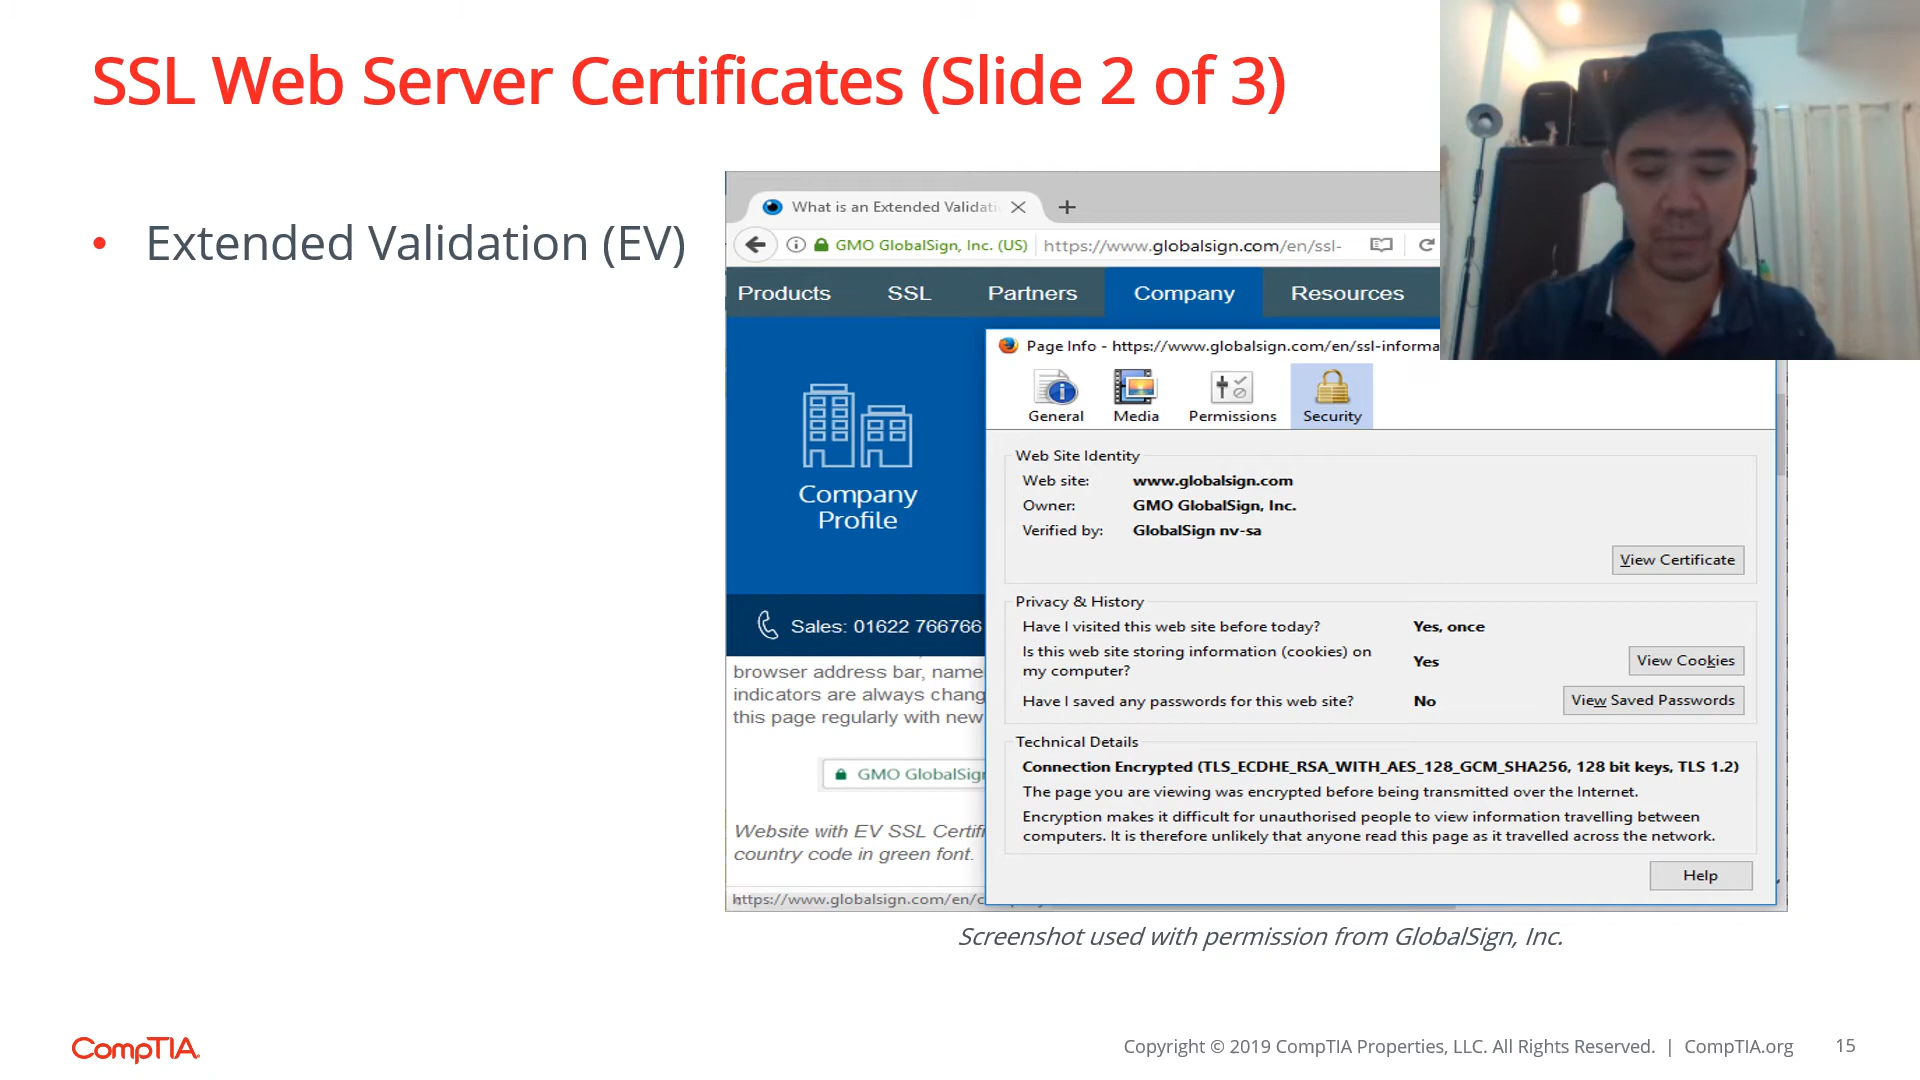 SSL Web Server Certificates (Slide 2 of 3)
• Extended Validation (EV)
What is an Extended Validati
GMO GlobalSign, Inc. (US) https://www.globalsign.com/en/ssl-
Products SSL Partners Company Resources
Company
Profile
Sales: 01622 766766
browser address bar, name
indicators are always chang
this page regularly with new
GMO GlobalSign
Website with EV SSL Certifi
country code in green font.
https://www.globalsign.com/en/c
Page Info - https://www.globalsign.com/en/ssl-informa
General Media Permissions Security
Web Site Identity
Web site: www.globalsign.com
Owner: GMO GlobalSign, Inc.
Verified by: GlobalSign nv-sa
View Certificate
Privacy & History
Have I visited this web site before today? Yes, once
Is this web site storing information (cookies) on
my computer? Yes View Cookies
Have I saved any passwords for this web site? No View Saved Passwords
Technical Details
Connection Encrypted (TLS_ECDHE_RSA_WITH_AES_128_GCM_SHA256, 128 bit keys, TLS 1.2)
The page you are viewing was encrypted before being transmitted over the Internet.
Encryption makes it difficult for unauthorised people to view information travelling between
computers. It is therefore unlikely that anyone read this page as it travelled across the network.
Help
Screenshot used with permission from GlobalSign, Inc.
CompTIA.
Copyright © 2019 CompTIA Properties, LLC. All Rights Reserved. | CompTIA.org 15